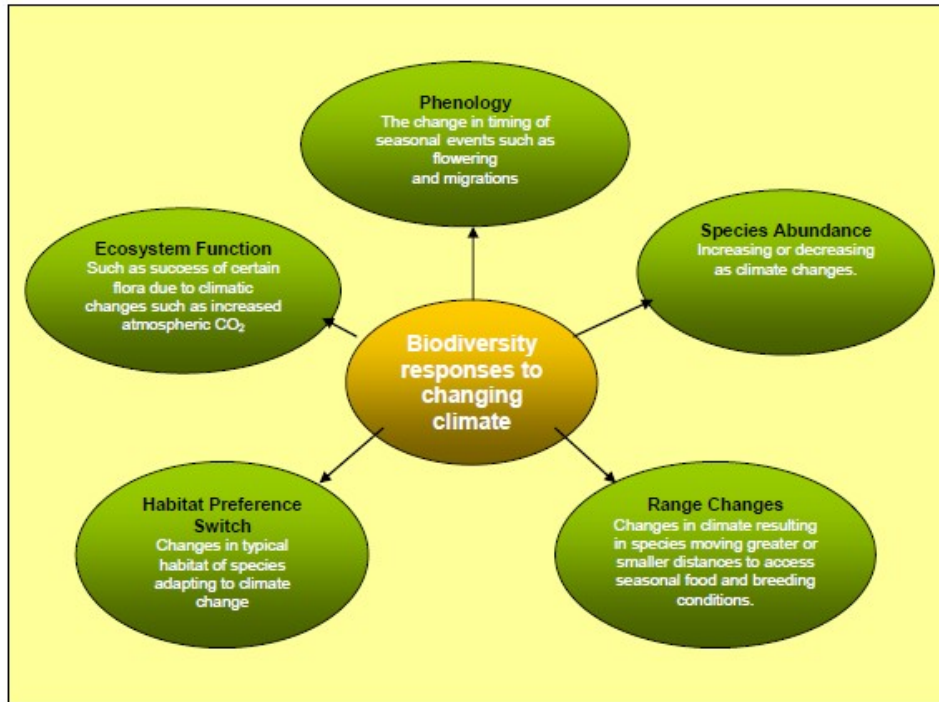 Phenology
The change in timing of
seasonal events such as
flowering
and migrations
Species Abundance
Increasing or decreasing
as climate changes.
Ecosystem Function
Such as success of certain
flora due to climatic
changes such as increased
atmospheric CO₂
Biodiversity
responses to
changing
climate
Habitat Preference
Switch
Changes in typical
habitat of species
adapting to climate
change
Range Changes
Changes in climate resulting
in species moving greater or
smaller distances to access
seasonal food and breeding
conditions.